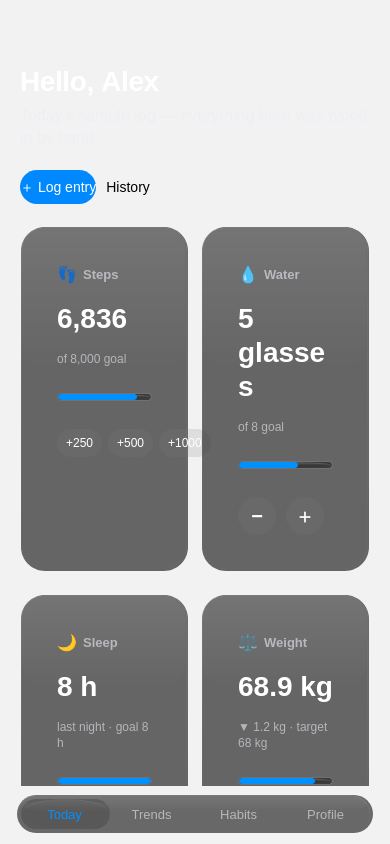 Hello, Alex
+ Log entry History
👣 Steps
6,836
of 8,000 goal
+250 +500 +1000
💧 Water
5
glasse
s
of 8 goal
− +
🌙 Sleep
8 h
last night · goal 8
h
⚖️ Weight
68.9 kg
▼ 1.2 kg · target
68 kg
Today Trends Habits Profile